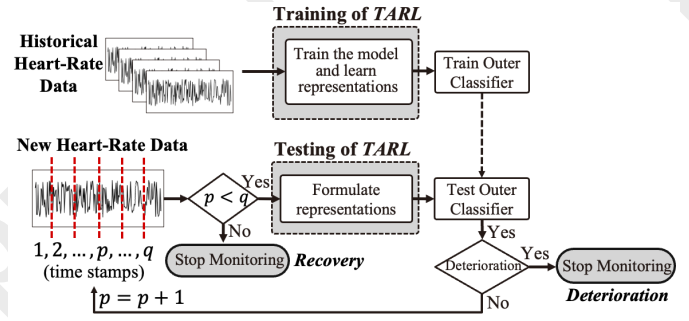 Training of TARL
Historical
Heart-Rate
Data
Train the model
and learn
representations
Train Outer
Classifier
New Heart-Rate Data
Testing of TARL
p < q
Yes
Formulate
representations
Test Outer
Classifier
No
Yes
1, 2, ..., p, ..., q
(time stamps)
Stop Monitoring
Recovery
Deterioration
Yes
Stop Monitoring
Deterioration
p = p + 1
No